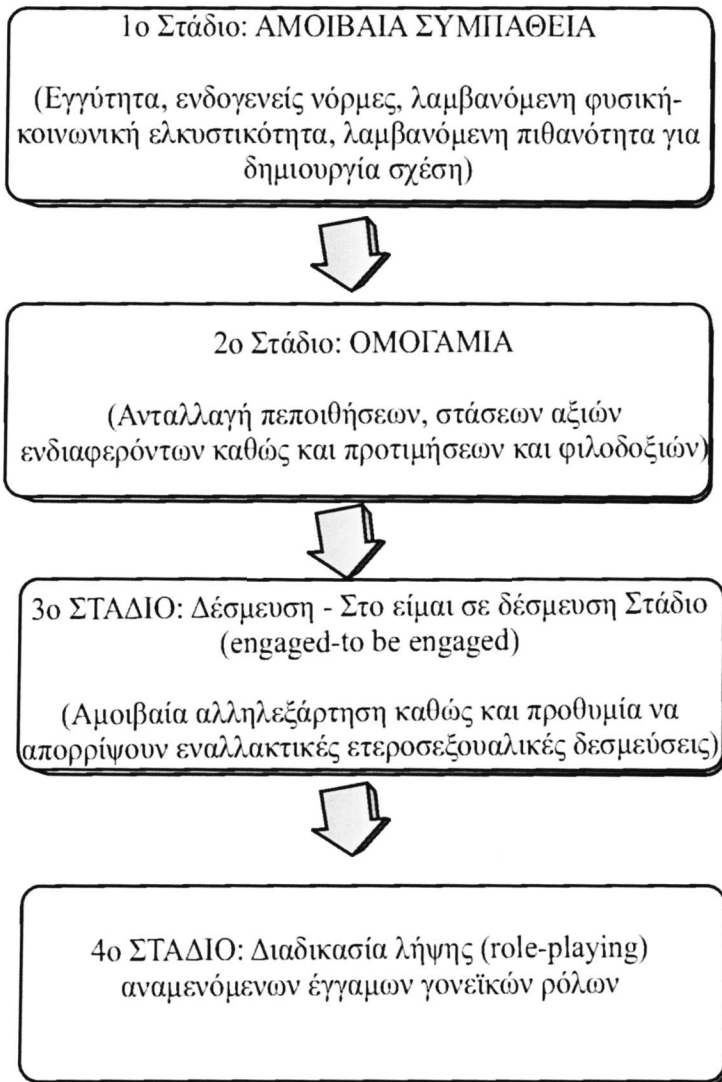 1ο Στάδιο: ΑΜΟΙΒΑΙΑ ΣΥΜΠΑΘΕΙΑ
(Εγγύτητα, ενδογενείς νόρμες, λαμβανόμενη φυσική-
κοινωνική ελκυστικότητα, λαμβανόμενη πιθανότητα για
δημιουργία σχέση)
2ο Στάδιο: ΟΜΟΓΑΜΙΑ
(Ανταλλαγή πεποιθήσεων, στάσεων αξιών
ενδιαφερόντων καθώς και προτιμήσεων και φιλοδοξιών)
3ο ΣΤΑΔΙΟ: Δέσμευση - Στο είμαι σε δέσμευση Στάδιο
(engaged-to be engaged)
(Αμοιβαία αλληλεξάρτηση καθώς και προθυμία να
απορρίψουν εναλλακτικές ετεροσεξουαλικές δεσμεύσεις)
4ο ΣΤΑΔΙΟ: Διαδικασία λήψης (role-playing)
αναμενόμενων έγγαμων γονεϊκών ρόλων